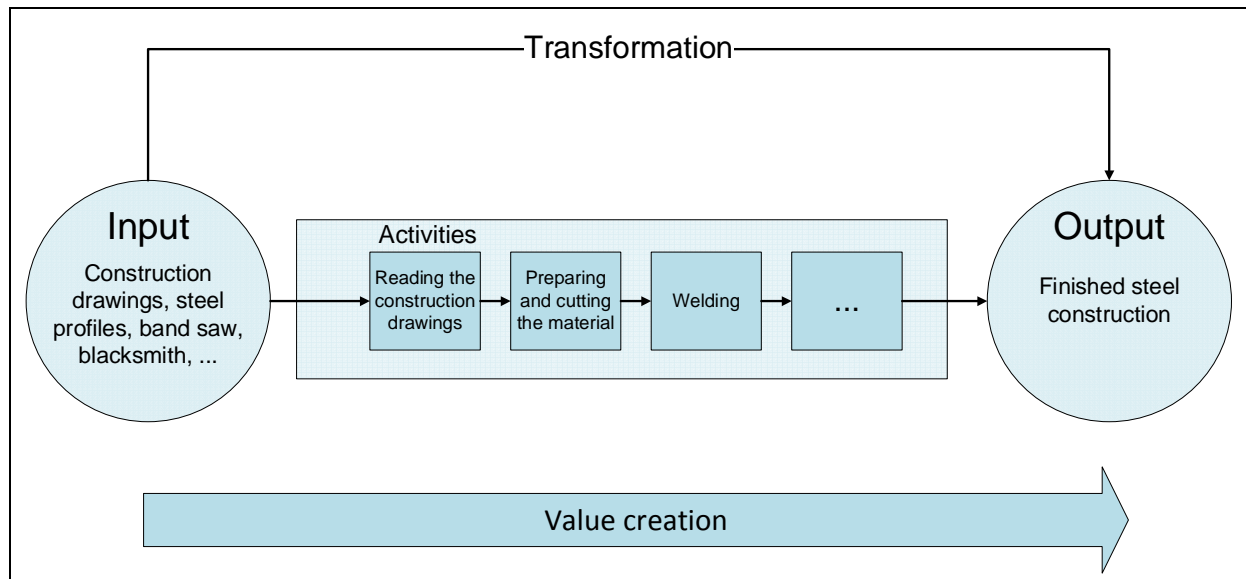 Transformation
Input
Construction
drawings, steel
profiles, band saw,
blacksmith, ...
Activities
Reading the
construction
drawings
Preparing
and cutting
the material
Welding
...
Output
Finished steel
construction
Value creation